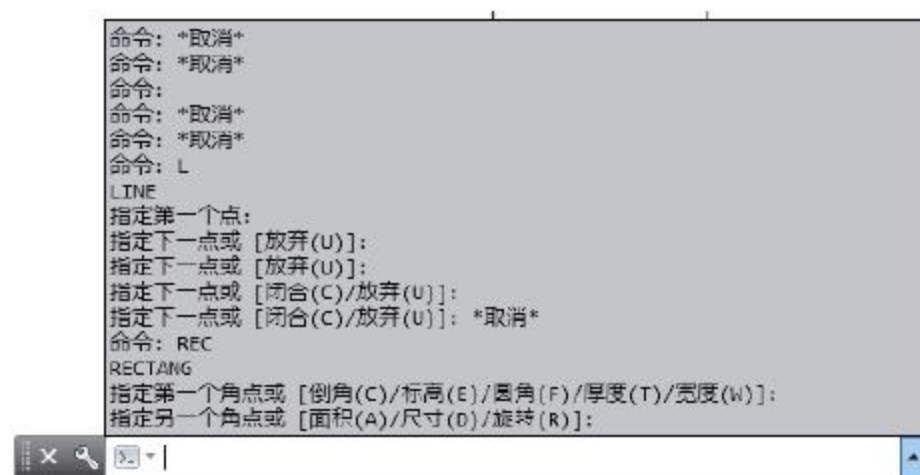 命令: *取消*
命令: *取消*
命令:
命令: *取消*
命令: *取消*
命令: L
LINE
指定第一个点:
指定下一点或 [放弃(U)]:
指定下一点或 [放弃(U)]:
指定下一点或 [闭合(C)/放弃(U)]:
指定下一点或 [闭合(C)/放弃(U)]: *取消*
命令: REC
RECTANG
指定第一个角点或 [倒角(C)/标高(E)/圆角(F)/厚度(T)/宽度(W)]:
指定另一个角点或 [面积(A)/尺寸(D)/旋转(R)]: